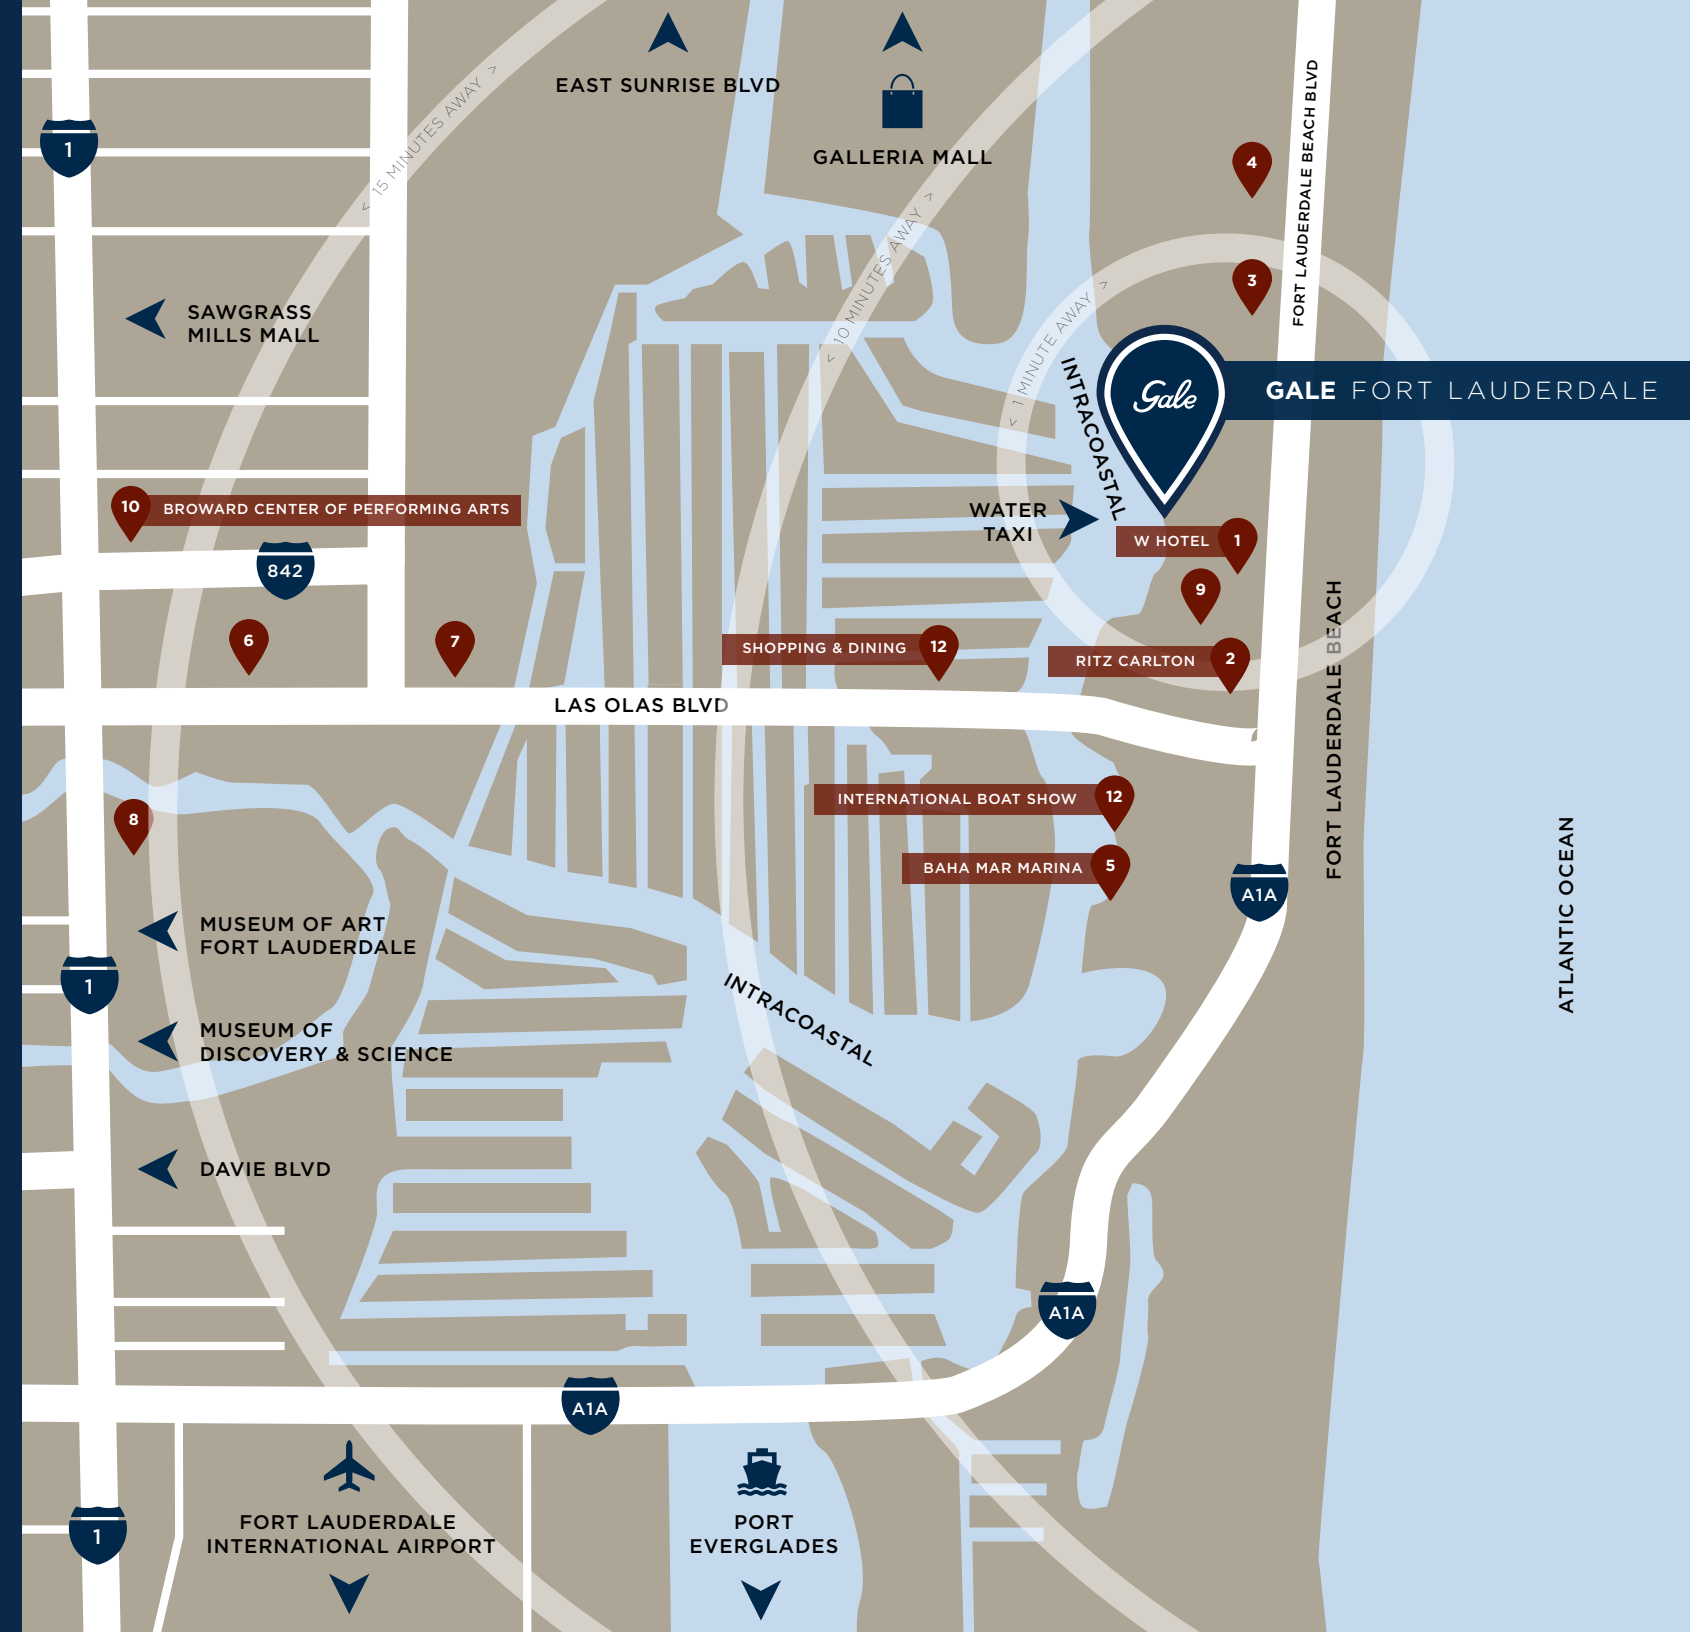 EAST SUNRISE BLVD
GALLERIA MALL
< 15 MINUTES AWAY >
< 10 MINUTES AWAY >
< 1 MINUTE AWAY >
FORT LAUDERDALE BEACH BLVD
1
4
3
SAWGRASS
MILLS MALL
INTRACOASTAL
Gale
GALE FORT LAUDERDALE
10
BROWARD CENTER OF PERFORMING ARTS
WATER
TAXI
W HOTEL
1
842
9
6
7
SHOPPING & DINING
12
RITZ CARLTON
2
LAS OLAS BLVD
FORT LAUDERDALE BEACH
8
INTERNATIONAL BOAT SHOW
12
BAHA MAR MARINA
5
A1A
ATLANTIC OCEAN
MUSEUM OF ART
FORT LAUDERDALE
1
INTRACOASTAL
MUSEUM OF
DISCOVERY & SCIENCE
DAVIE BLVD
A1A
A1A
FORT LAUDERDALE
INTERNATIONAL AIRPORT
PORT
EVERGLADES
1